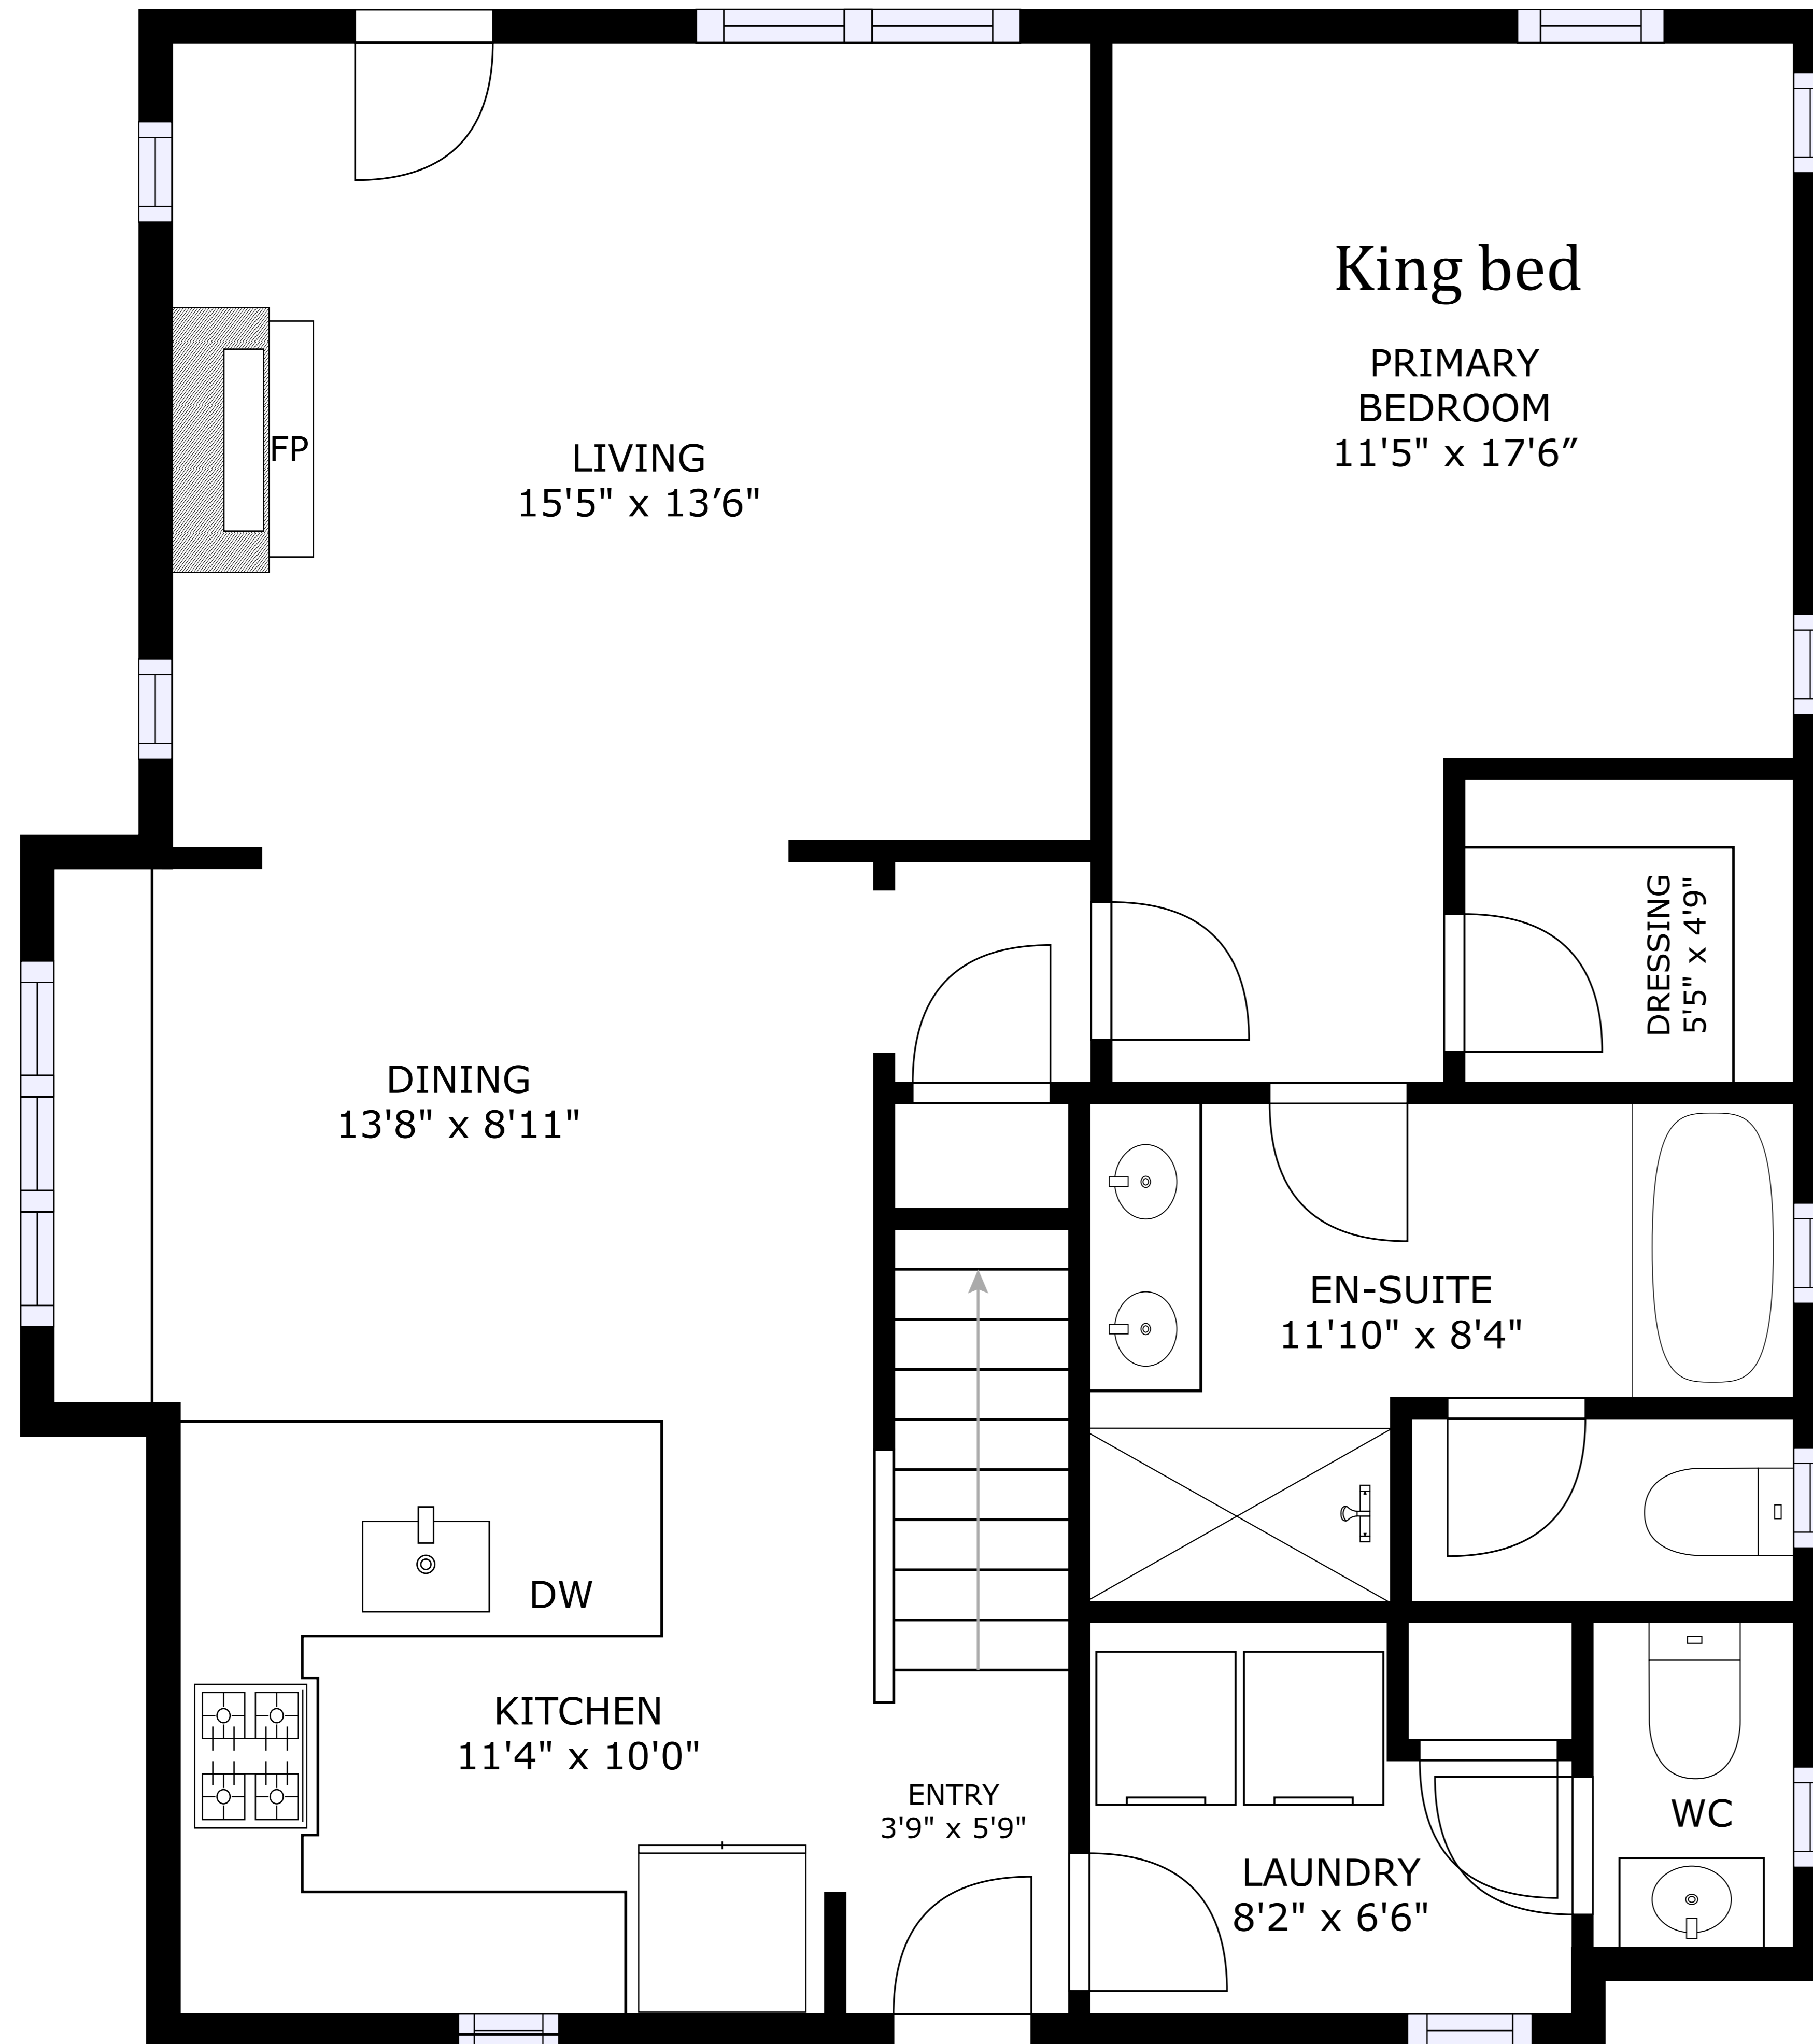 King bed
PRIMARY
BEDROOM
11'5" x 17'6″
FP
LIVING
15'5" x 13’6"
DRESSING
5'5" x 4'9"
DINING
13'8" x 8'11"
EN-SUITE
11'10" x 8'4"
DW
KITCHEN
11'4" x 10'0"
ENTRY
3'9" x 5'9"
WC
LAUNDRY
8'2" x 6'6"